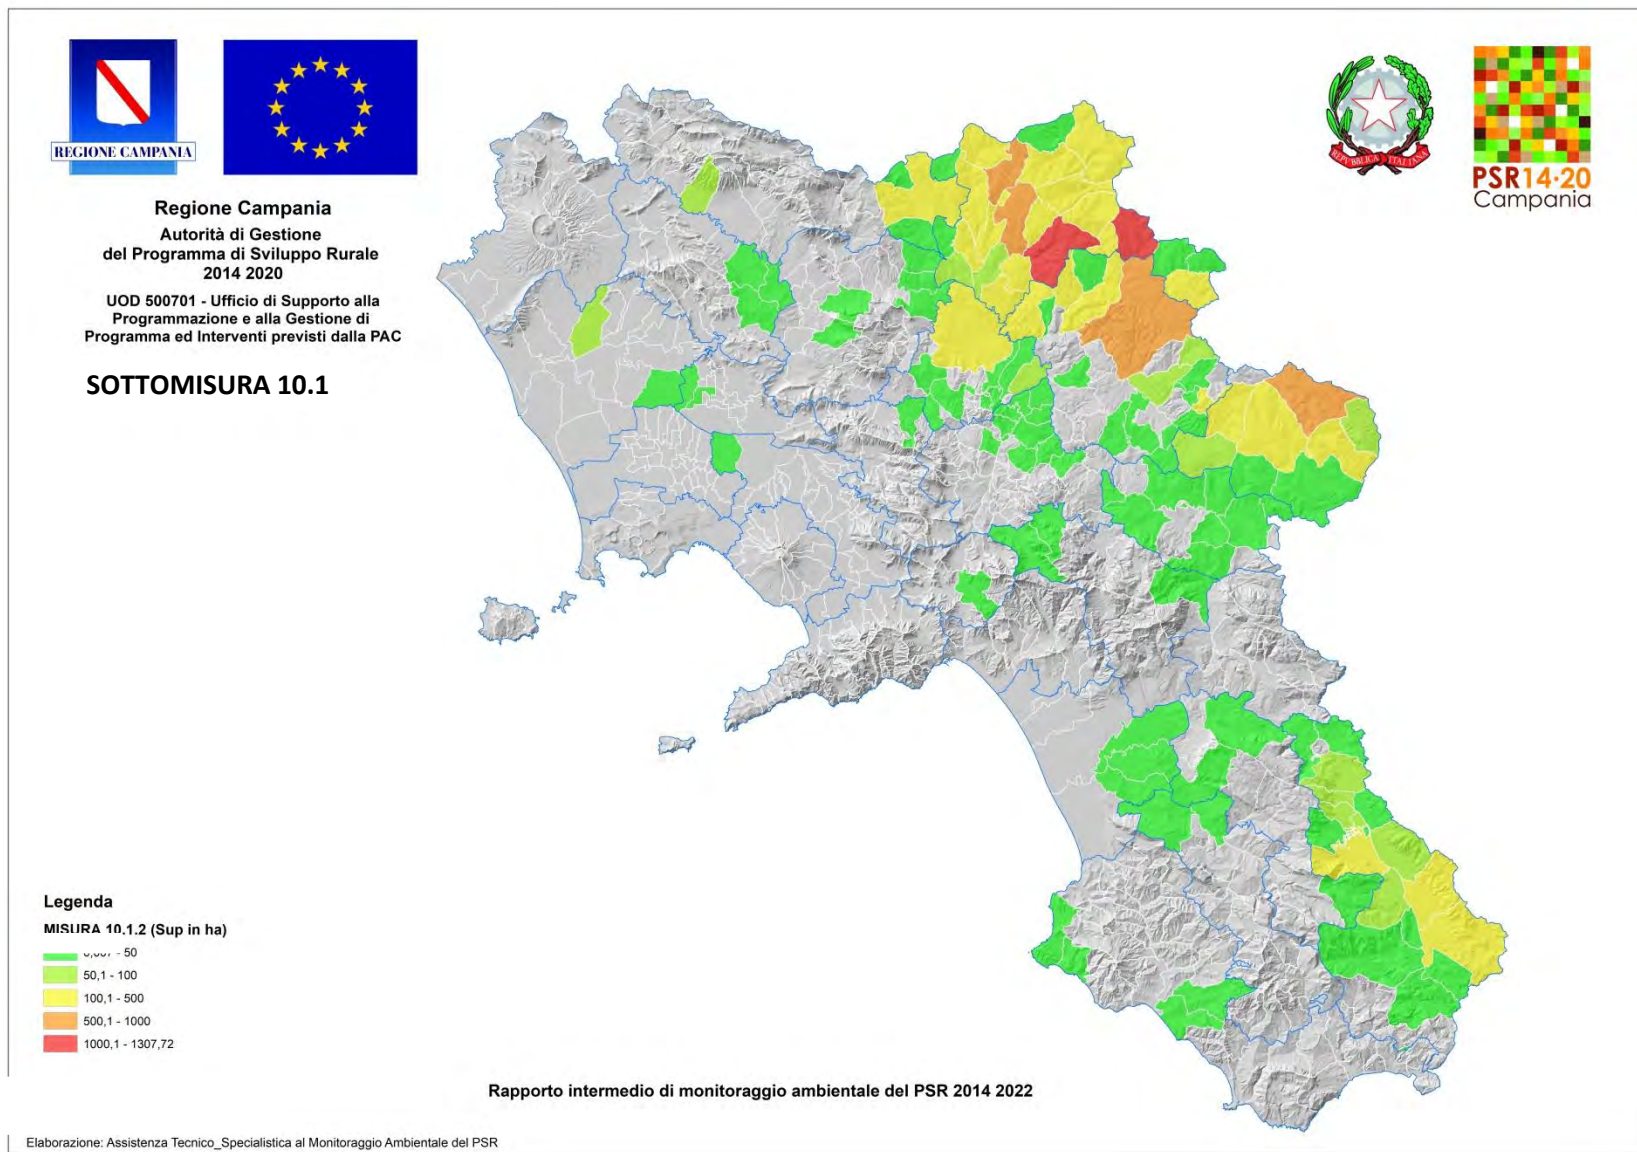 REGIONE CAMPANIA
REPVBBLICA ITALIANA
PSR14·20
Campania
Regione Campania
Autorità di Gestione
del Programma di Sviluppo Rurale
2014 2020
UOD 500701 - Ufficio di Supporto alla
Programmazione e alla Gestione di
Programma ed Interventi previsti dalla PAC
SOTTOMISURA 10.1
Legenda
MISURA 10.1.2 (Sup in ha)
- 50
50,1 - 100
100,1 - 500
500,1 - 1000
1000,1 - 1307,72
Rapporto intermedio di monitoraggio ambientale del PSR 2014 2022
Elaborazione: Assistenza Tecnico_Specialistica al Monitoraggio Ambientale del PSR